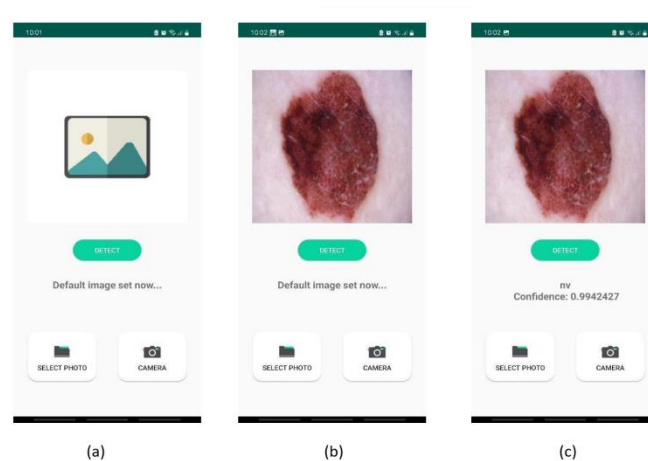 10:01
DETECT
Default image set now...
SELECT PHOTO
CAMERA
(a)
10:02
DETECT
Default image set now...
SELECT PHOTO
CAMERA
(b)
10:02
DETECT
nv
Confidence: 0.9942427
SELECT PHOTO
CAMERA
(c)